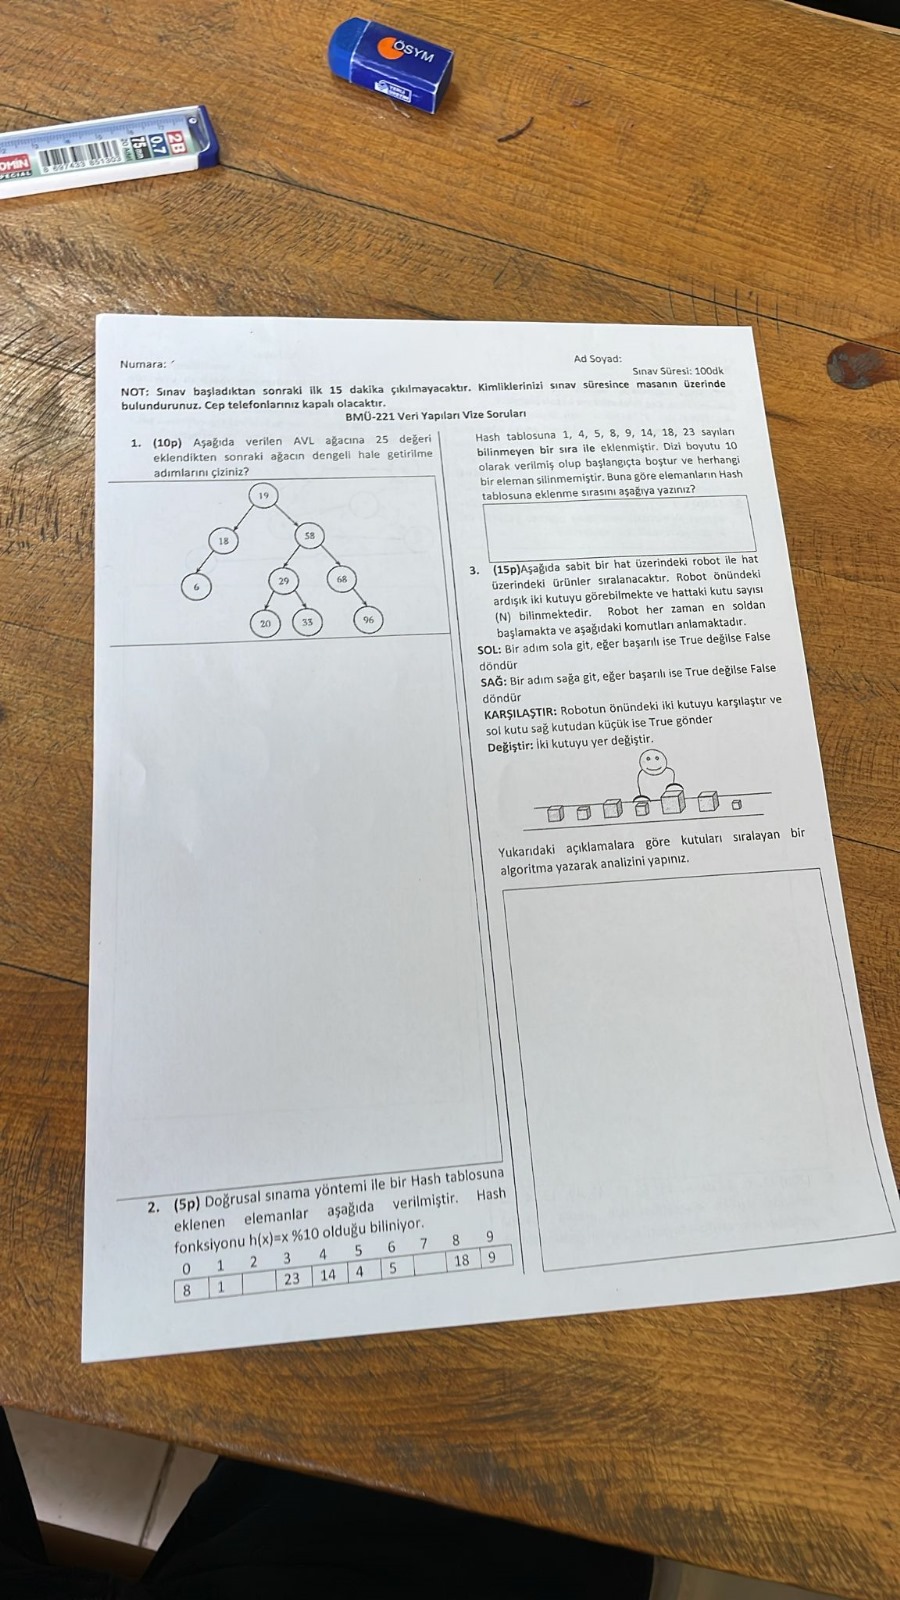 ÖSYM
2B
0.7
75mm
Numara:
Ad Soyad:
Sınav Süresi: 100dk
NOT: Sınav başladıktan sonraki ilk 15 dakika çıkılmayacaktır. Kimliklerinizi sınav süresince masanın üzerinde
bulundurunuz. Cep telefonlarınız kapalı olacaktır.
BMÜ-221 Veri Yapıları Vize Soruları
1. (10p) Aşağıda verilen AVL ağacına 25 değeri
eklendikten sonraki ağacın dengeli hale getirilme
adımlarını çiziniz?
19
18
58
6
29
68
20
33
96
2. (5p) Doğrusal sınama yöntemi ile bir Hash tablosuna
eklenen elemanlar aşağıda verilmiştir. Hash
fonksiyonu h(x)=x %10 olduğu biliniyor.
0 1 2 3 4 5 6 7 8 9
8 1 23 14 4 5 18 9
Hash tablosuna 1, 4, 5, 8, 9, 14, 18, 23 sayıları
bilinmeyen bir sıra ile eklenmiştir. Dizi boyutu 10
olarak verilmiş olup başlangıçta boştur ve herhangi
bir eleman silinmemiştir. Buna göre elemanların Hash
tablosuna eklenme sırasını aşağıya yazınız?
3. (15p)Aşağıda sabit bir hat üzerindeki robot ile hat
üzerindeki ürünler sıralanacaktır. Robot önündeki
ardışık iki kutuyu görebilmekte ve hattaki kutu sayısı
(N) bilinmektedir. Robot her zaman en soldan
başlamakta ve aşağıdaki komutları anlamaktadır.
SOL: Bir adım sola git, eğer başarılı ise True değilse False
döndür
SAĞ: Bir adım sağa git, eğer başarılı ise True değilse False
döndür
KARŞILAŞTIR: Robotun önündeki iki kutuyu karşılaştır ve
sol kutu sağ kutudan küçük ise True gönder
Değiştir: İki kutuyu yer değiştir.
Yukarıdaki açıklamalara göre kutuları sıralayan bir
algoritma yazarak analizini yapınız.